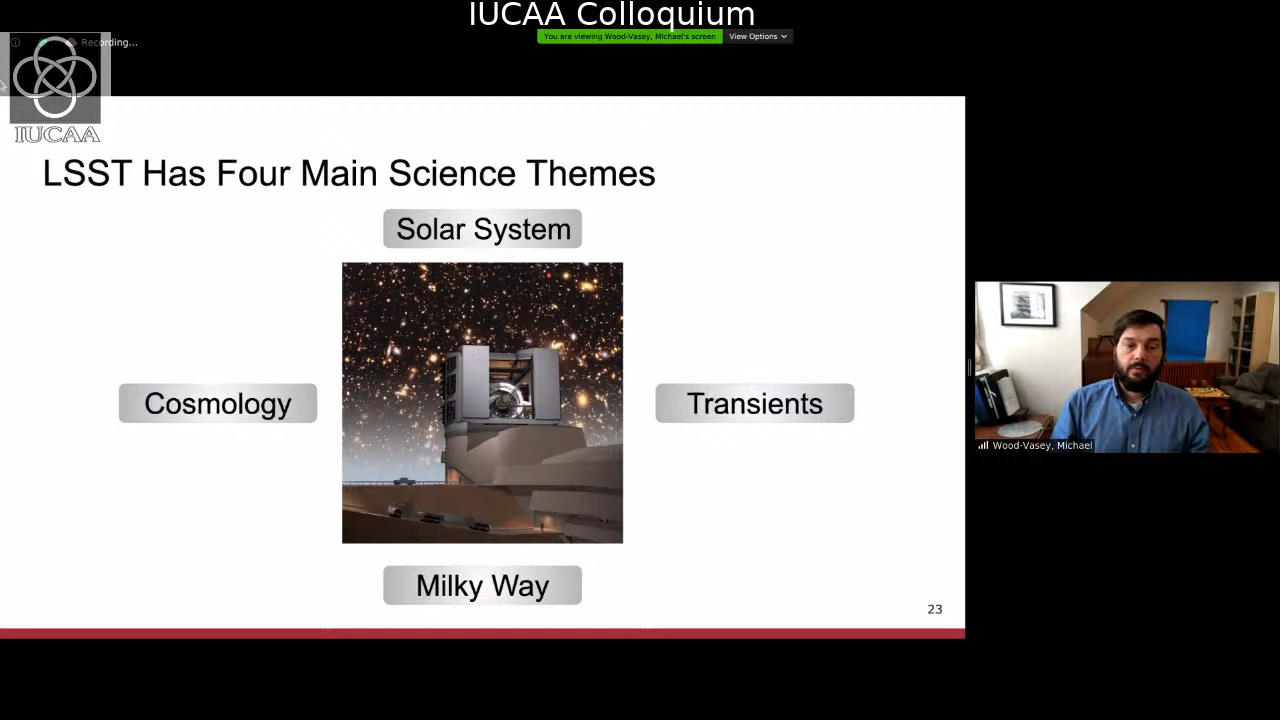 IUCAA Colloquium
You are viewing Wood-Vasey, Michael's screen
View Options
Recording...
IUCAA
LSST Has Four Main Science Themes
Solar System
Cosmology
Transients
Milky Way
23
Wood-Vasey, Michael